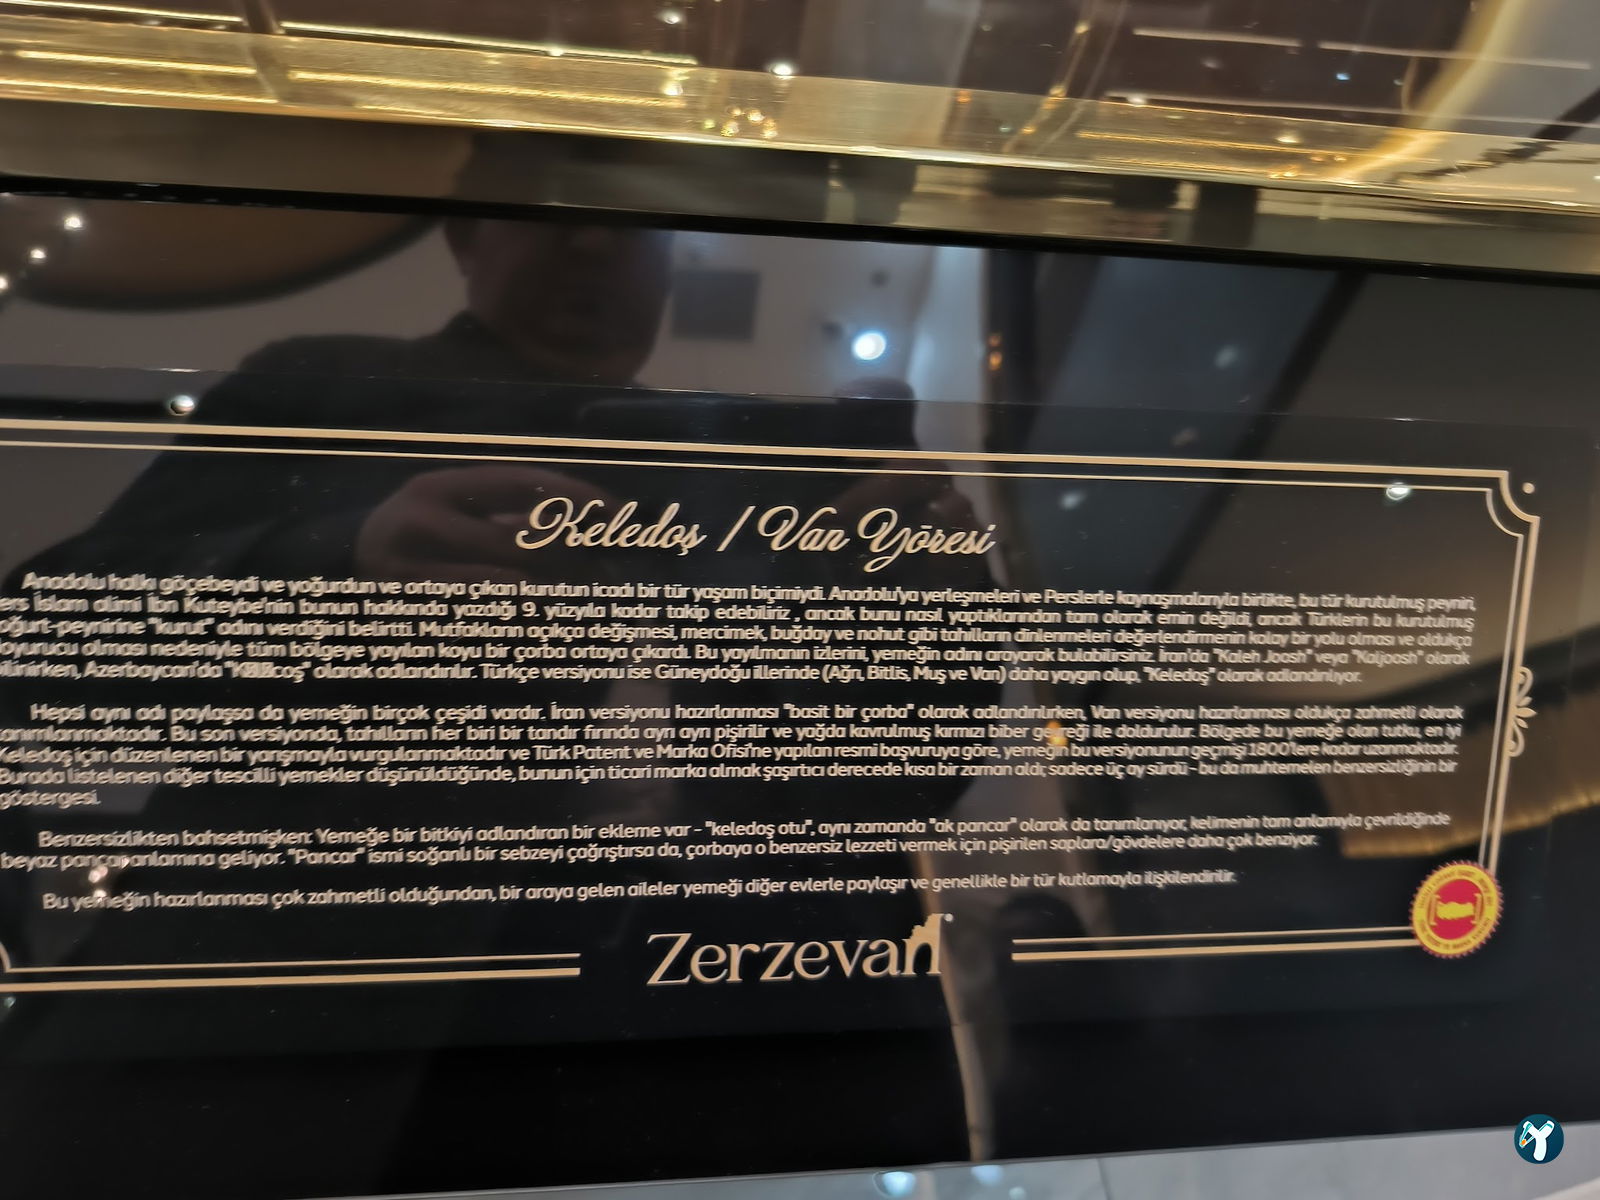 Keledoş / Van Yöresi
Anadolu halkı göçebeydi ve yoğurdun ve ortaya çıkan kurutun icadı bir tür yaşam biçimiydi. Anadolu'ya yerleşmeleri ve Perslerle kaynaşmalarıyla birlikte, bu tür kurutulmuş peyniri,
ers İslam alimi İbn Kuteybe'nin bunun hakkında yazdığı 9. yüzyıla kadar takip edebiliriz , ancak bunu nasıl yaptıklarından tam olarak emin değildi, ancak Türklerin bu kurutulmuş
oğurt-peynirine "kurut" adını verdiğini belirtti. Mutfakların açıkça değişmesi, mercimek, buğday ve nohut gibi tahılların dinlenmeleri değerlendirmenin kolay bir yolu olması ve oldukça
oyurucu olması nedeniyle tüm bölgeye yayılan koyu bir çorba ortaya çıkardı. Bu yayılmanın izlerini, yemeğin adını arayarak bulabilirsiniz. İran'da "Kaleh Joosh" veya "Kaljoosh" olarak
ilinirken, Azerbaycan'da olarak adlandırılır. Türkçe versiyonu ise Güneydoğu illerinde (Ağrı, Bitlis, Muş ve Van) daha yaygın olup, "Keledoş" olarak adlandırılıyor.
Hepsi aynı adı paylaşsa da yemeğin birçok çeşidi vardır. İran versiyonu hazırlanması "basit bir çorba" olarak adlandırılırken, Van versiyonu hazırlanması oldukça zahmetli olarak
tanımlanmaktadır. Bu son versiyonda, tahılların her biri bir tandır fırında ayrı ayrı pişirilir ve yağda kavrulmuş kırmızı biber gevreği ile doldurulur. Bölgede bu yemeğe olan tutku, en iyi
Keledoş için düzenlenen bir yarışmayla vurgulanmaktadır ve Türk Patent ve Marka Ofisi'ne yapılan resmi başvuruya göre, yemeğin bu versiyonunun geçmişi 1800'lere kadar uzanmaktadır.
Burada listelenen diğer tescilli yemekler düşünüldüğünde, bunun için ticari marka almak şaşırtıcı derecede kısa bir zaman aldı; sadece üç ay sürdü - bu da muhtemelen benzersizliğinin bir
göstergesi.
Benzersizlikten bahsetmişken: Yemeğe bir bitkiyi adlandıran bir ekleme var - "keledoş otu", aynı zamanda "ak pancar" olarak da tanımlanıyor, kelimenin tam anlamıyla çevrildiğinde
beyaz pancar anlamına geliyor. "Pancar" ismi soğanlı bir sebzeyi çağrıştırsa da, çorbaya o benzersiz lezzeti vermek için pişirilen saplara/gövdelere daha çok benziyor.
Bu yemeğin hazırlanması çok zahmetli olduğundan, bir araya gelen aileler yemeği diğer evlerle paylaşır ve genellikle bir tür kutlamayla ilişkilendirilir.
Zerzevan